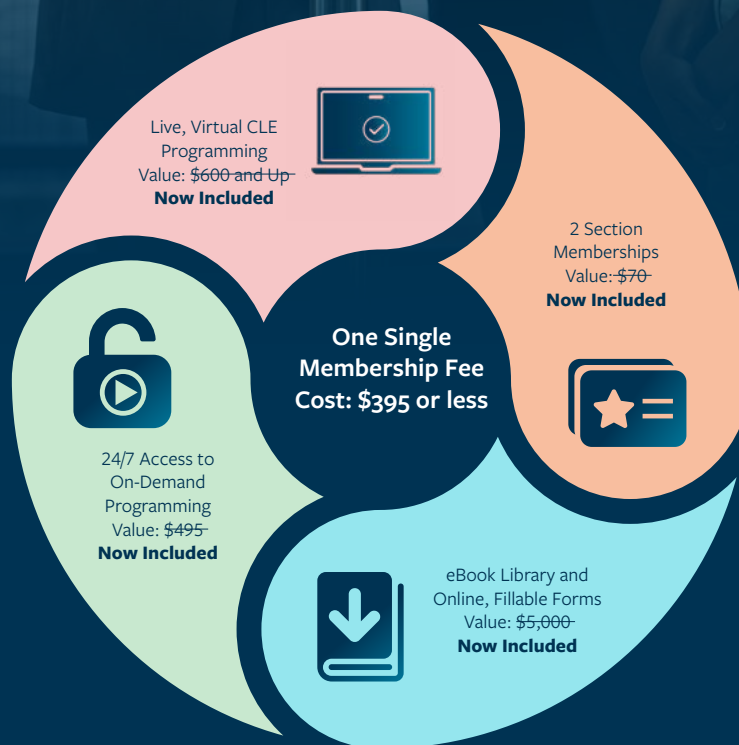 Live, Virtual CLE
Programming
Value: $600 and Up
Now Included
2 Section
Memberships
Value: $70
Now Included
One Single
Membership Fee
Cost: $395 or less
24/7 Access to
On-Demand
Programming
Value: $495
Now Included
eBook Library and
Online, Fillable Forms
Value: $5,000
Now Included